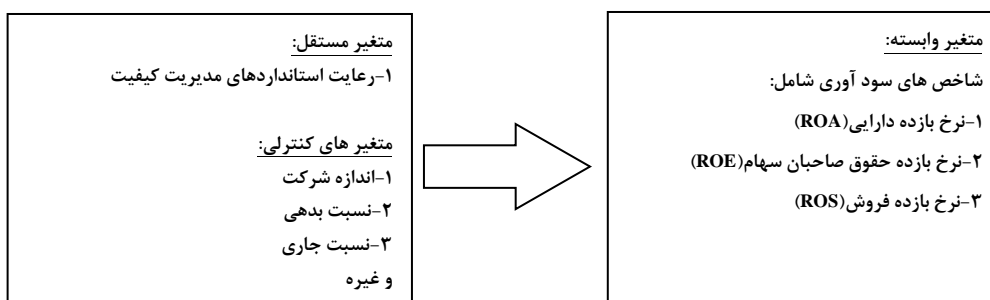 متغیر مستقل:
۱-رعایت استانداردهای مدیریت کیفیت
متغیر های کنترلی:
۱-اندازه شرکت
۲-نسبت بدهی
۳-نسبت جاری
و غیره
متغیر وابسته:
شاخص های سود آوری شامل:
۱-نرخ بازده دارایی(ROA)
۲-نرخ بازده حقوق صاحبان سهام(ROE)
۳-نرخ بازده فروش(ROS)